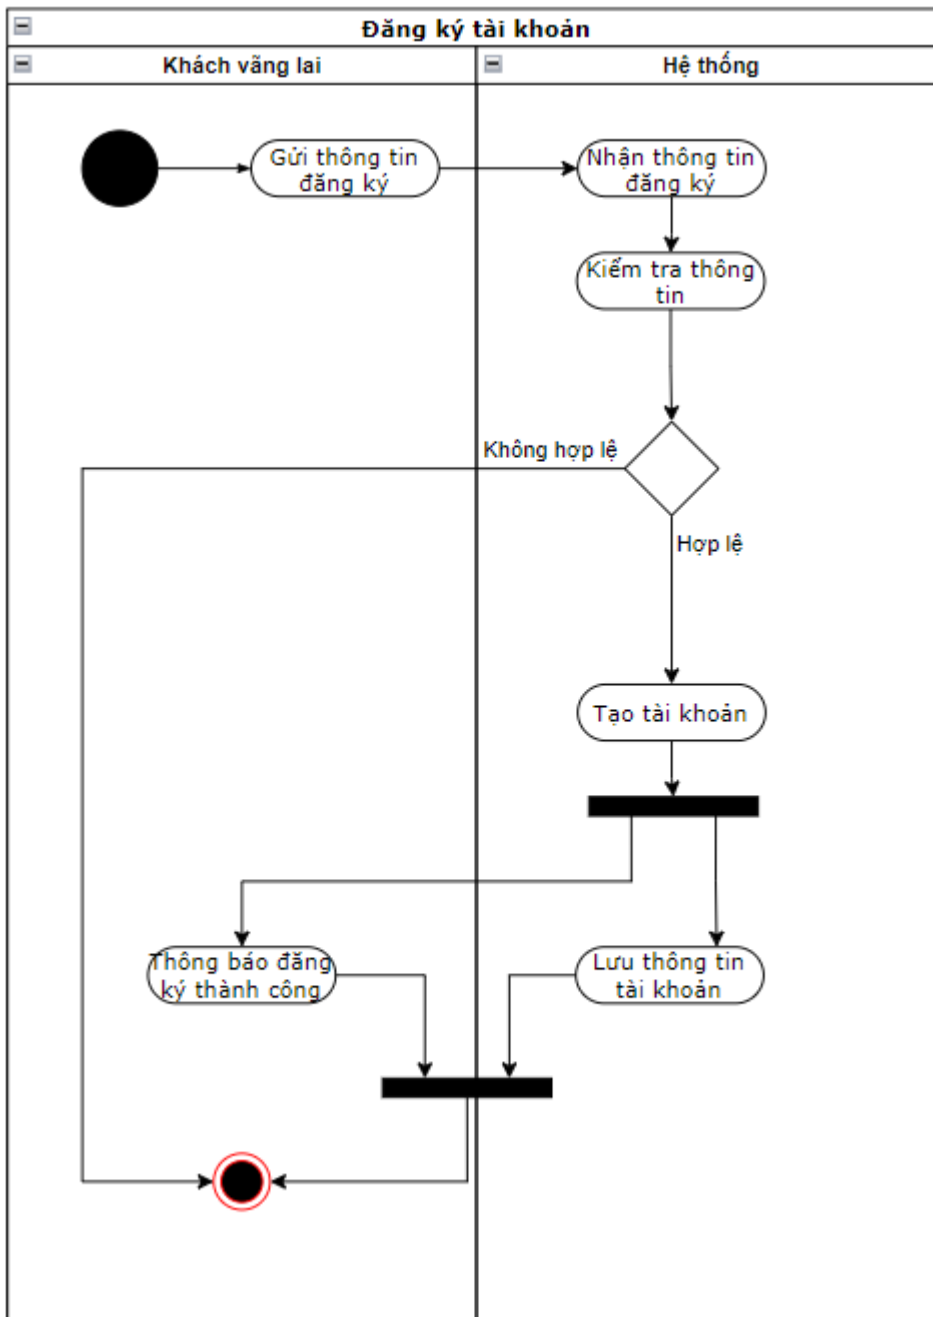 Đăng ký tài khoản
Khách vãng lai
Hệ thống
Gửi thông tin
đăng ký
Nhận thông tin
đăng ký
Kiểm tra thông
tin
Không hợp lệ
Hợp lệ
Tạo tài khoản
Thông báo đăng
ký thành công
Lưu thông tin
tài khoản